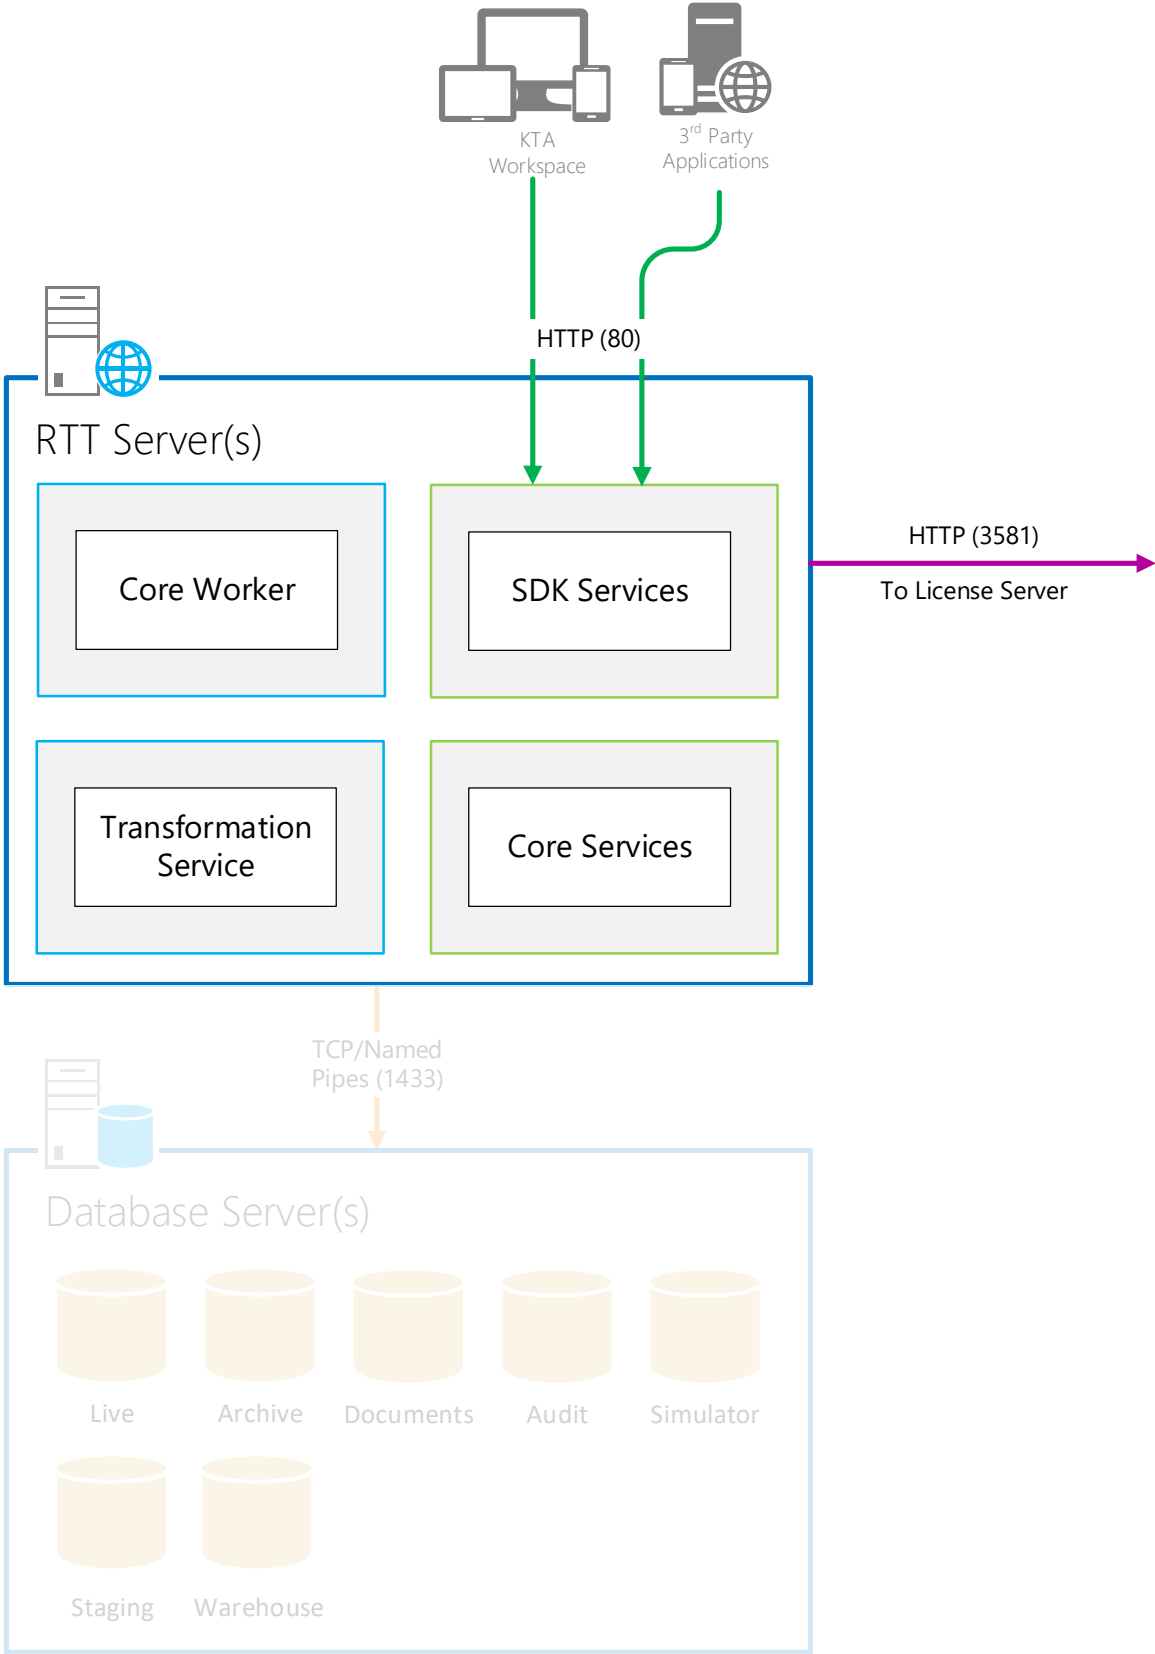 KTA
Workspace
3rd Party
Applications
HTTP (80)
RTT Server(s)
Core Worker
SDK Services
HTTP (3581)
To License Server
Transformation
Service
Core Services
TCP/Named
Pipes (1433)
Database Server(s)
Live
Archive
Documents
Audit
Simulator
Staging
Warehouse